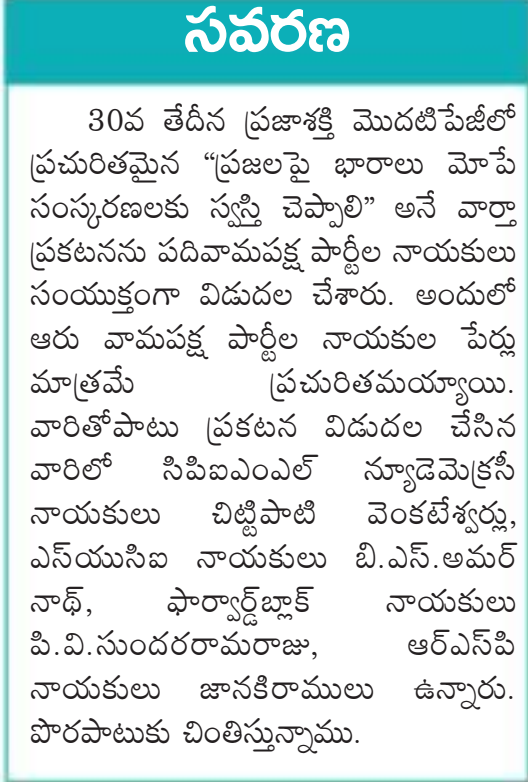 సవరణ
30వ తేదీన ప్రజాశక్తి మొదటిపేజీలో
ప్రచురితమైన “ప్రజలపై భారాలు మోపే
సంస్కరణలకు స్వస్తి చెప్పాలి” అనే వార్తా
ప్రకటనను పదివామపక్ష పార్టీల నాయకులు
సంయుక్తంగా విడుదల చేశారు. అందులో
ఆరు వామపక్ష పార్టీల నాయకుల పేర్లు
మాత్రమే ప్రచురితమయ్యాయి.
వారితోపాటు ప్రకటన విడుదల చేసిన
వారిలో సిపిఐఎంఎల్ న్యూడెమెక్రసీ
నాయకులు చిట్టిపాటి వెంకటేశ్వర్లు,
ఎస్‌యుసిఐ నాయకులు బి.ఎస్.అమర్
నాథ్, ఫార్వార్డ్‌బ్లాక్ నాయకులు
పి.వి.సుందరరామరాజు, ఆర్‌ఎస్‌పి
నాయకులు జానకిరాములు ఉన్నారు.
పొరపాటుకు చింతిస్తున్నాము.